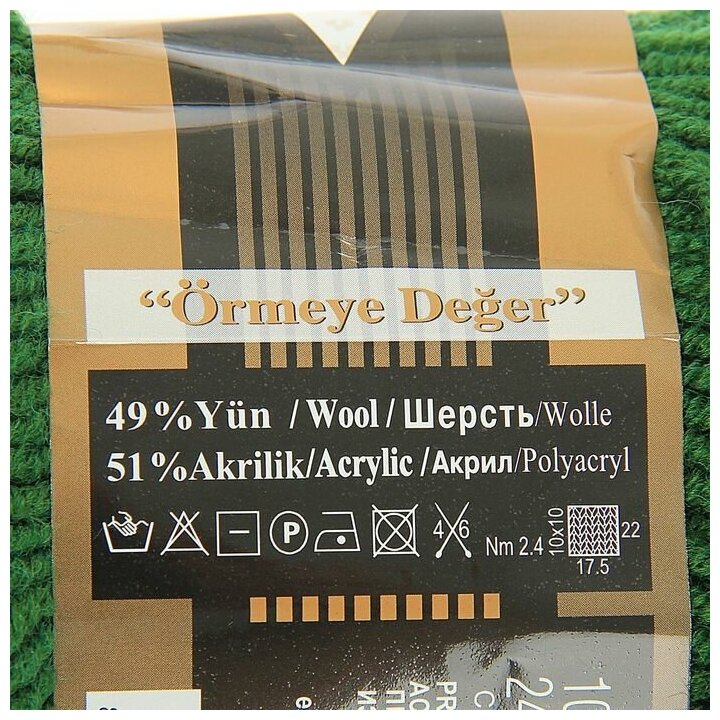 “Örmeye Değer”
49%Yün /Wool/Шерсть/Wolle
51%Akrilik/Acrylic/Акрил/Polyacryl
P 4 6 Nm 2.4 10x10 22
17.5